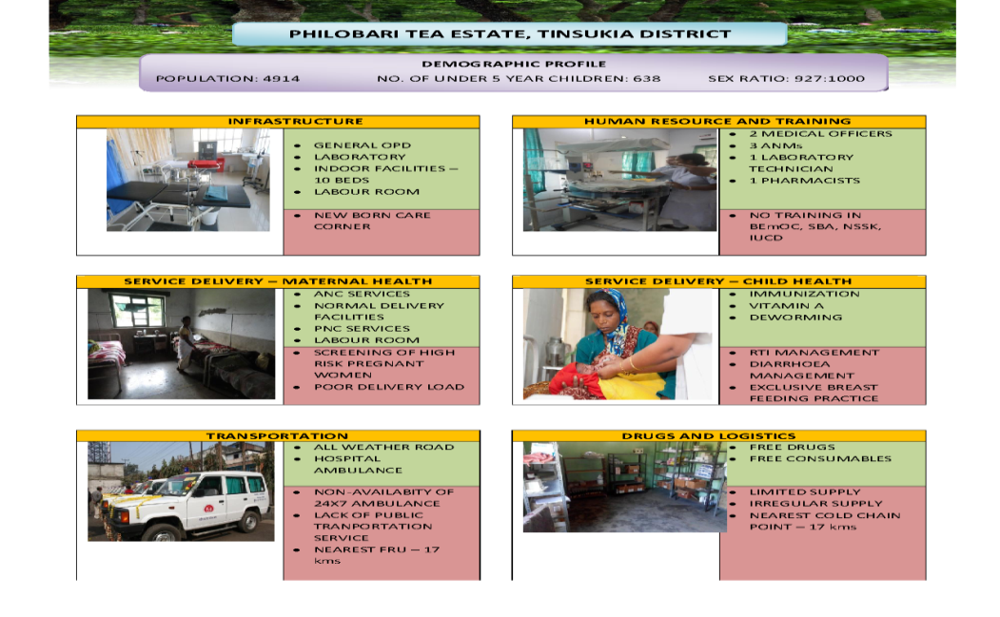 PHILOBARI TEA ESTATE, TINSUKIA DISTRICT
DEMOGRAPHIC PROFILE
POPULATION: 4914 NO. OF UNDER 5 YEAR CHILDREN: 638 SEX RATIO: 927:1000
INFRASTRUCTURE
• GENERAL OPD
• LABORATORY
• INDOOR FACILITIES –
10 BEDS
• LABOUR ROOM
• NEW BORN CARE
CORNER
HUMAN RESOURCE AND TRAINING
• 2 MEDICAL OFFICERS
• 3 ANMs
• 1 LABORATORY
TECHNICIAN
• 1 PHARMACISTS
• NO TRAINING IN
BEmOC, SBA, NSSK,
IUCD
SERVICE DELIVERY – MATERNAL HEALTH
• ANC SERVICES
• NORMAL DELIVERY
FACILITIES
• PNC SERVICES
• LABOUR ROOM
• SCREENING OF HIGH
RISK PREGNANT
WOMEN
• POOR DELIVERY LOAD
SERVICE DELIVERY – CHILD HEALTH
• IMMUNIZATION
• VITAMIN A
• DEWORMING
• RTI MANAGEMENT
• DIARRHOEA
MANAGEMENT
• EXCLUSIVE BREAST
FEEDING PRACTICE
TRANSPORTATION
• ALL WEATHER ROAD
• HOSPITAL
AMBULANCE
• NON-AVAILABITY OF
24X7 AMBULANCE
• LACK OF PUBLIC
TRANPORTATION
SERVICE
• NEAREST FRU – 17
kms
DRUGS AND LOGISTICS
• FREE DRUGS
• FREE CONSUMABLES
• LIMITED SUPPLY
• IRREGULAR SUPPLY
• NEAREST COLD CHAIN
POINT – 17 kms